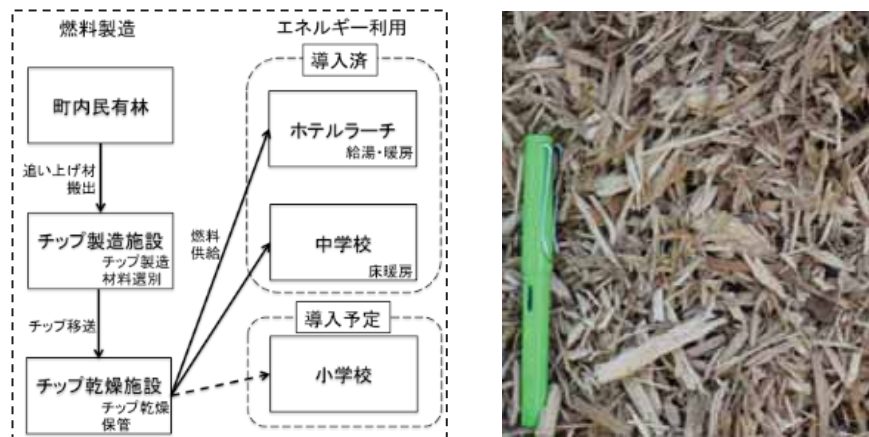 燃料製造
エネルギー利用
導入済
町内民有林
ホテルラーチ
給湯・暖房
追い上げ材
搬出
チップ製造施設
チップ製造
材料選別
燃料
供給
中学校
床暖房
チップ移送
導入予定
チップ乾燥施設
チップ乾燥
保管
小学校